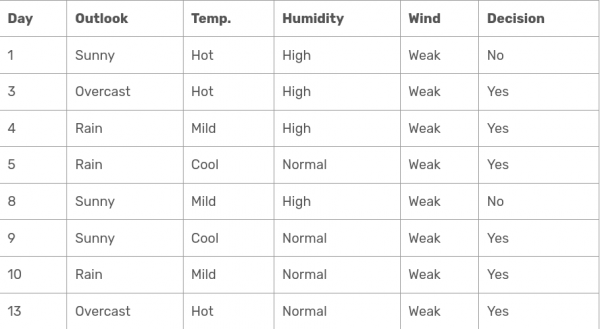 Day Outlook Temp. Humidity Wind Decision
1 Sunny Hot High Weak No
3 Overcast Hot High Weak Yes
4 Rain Mild High Weak Yes
5 Rain Cool Normal Weak Yes
8 Sunny Mild High Weak No
9 Sunny Cool Normal Weak Yes
10 Rain Mild Normal Weak Yes
13 Overcast Hot Normal Weak Yes